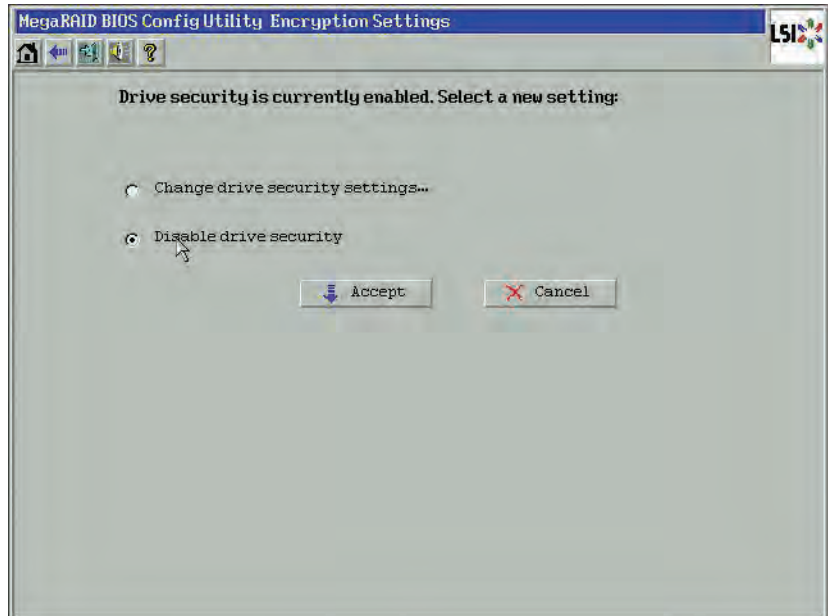 MegaRAID BIOS Config Utility Encryption Settings
LSI
?
Drive security is currently enabled. Select a new setting:
Change drive security settings...
Disable drive security
Accept
Cancel